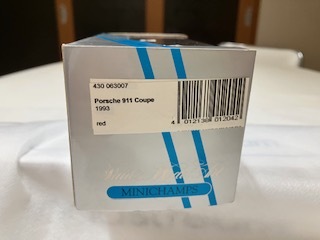 430 063007
Porsche 911 Coupe
1993
red
4 012138 012042
MINICHAMPS